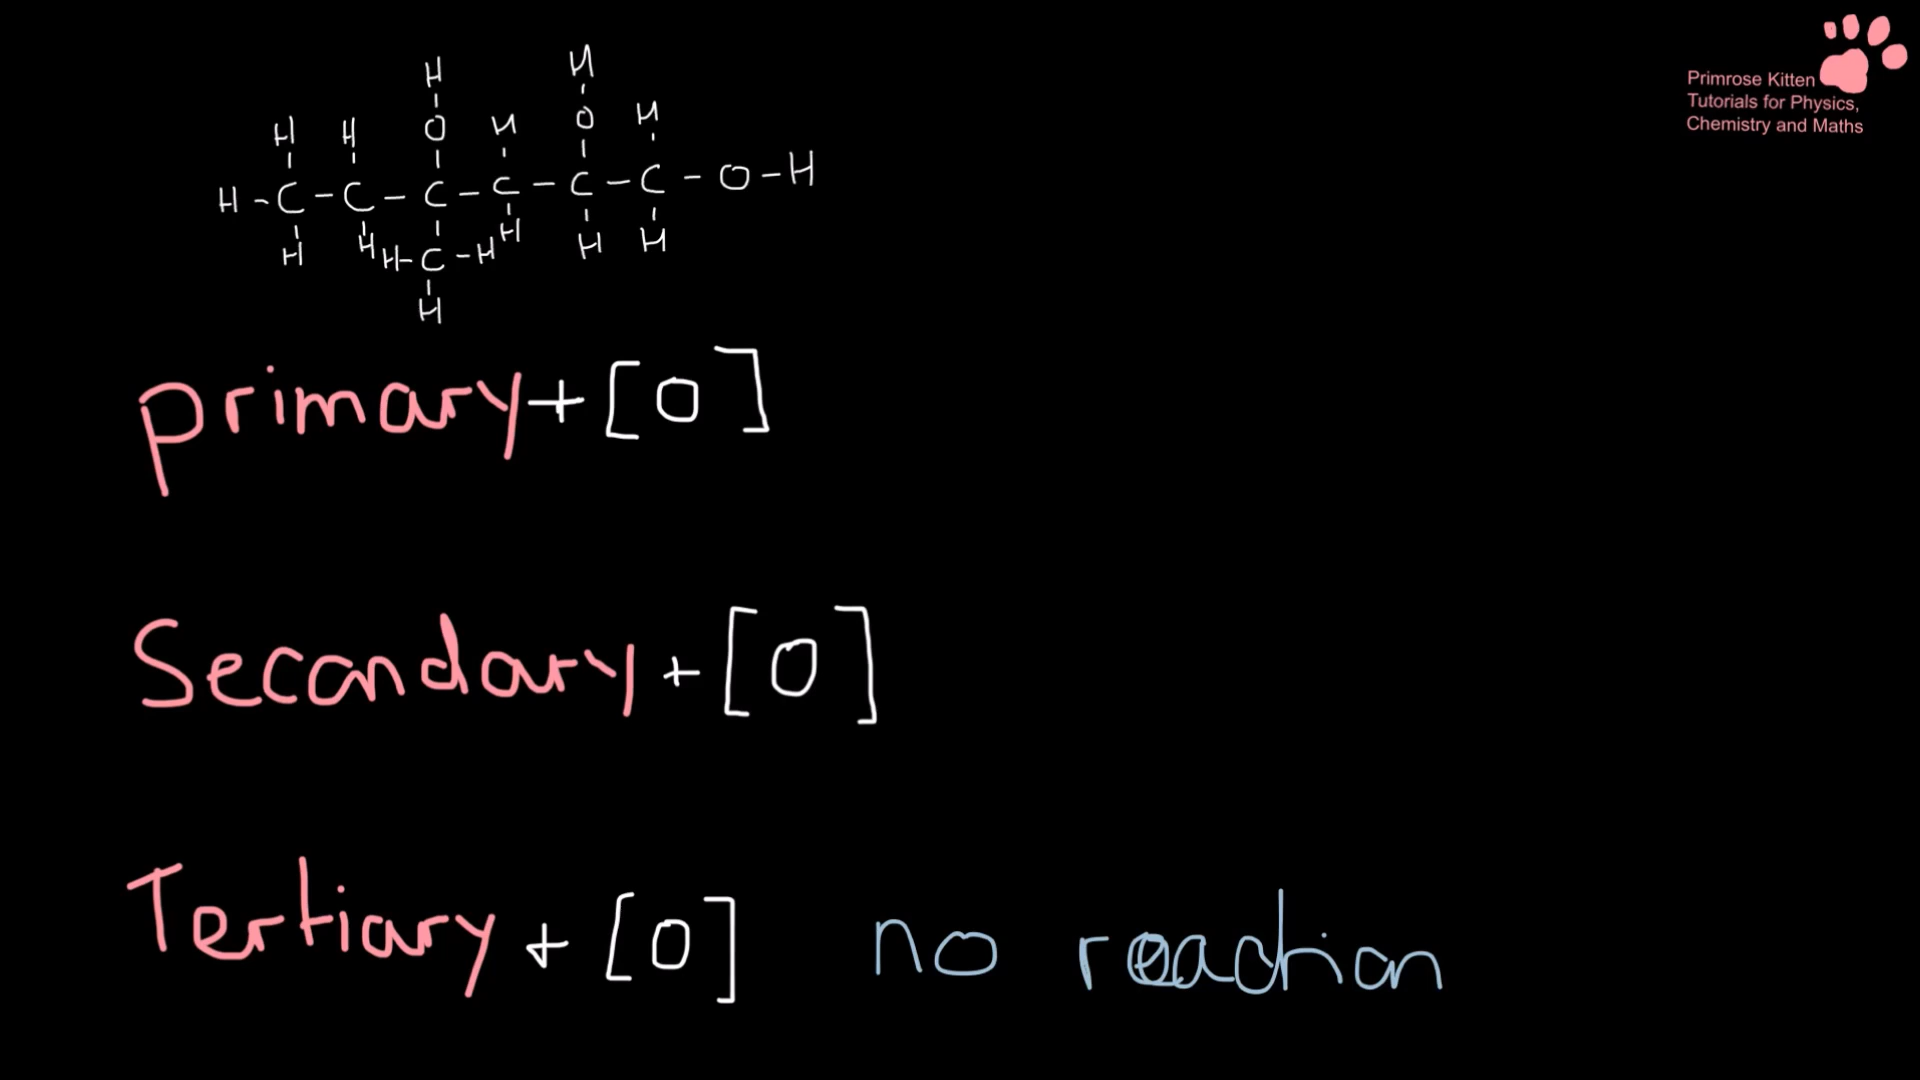 H H
H H O H O H
H - C - C - C - C - C - C - O - H
H H H - C - H H H H
H
Primrose Kitten
Tutorials for Physics,
Chemistry and Maths
primary + [O]
Secondary + [O]
Tertiary + [O] no reaction